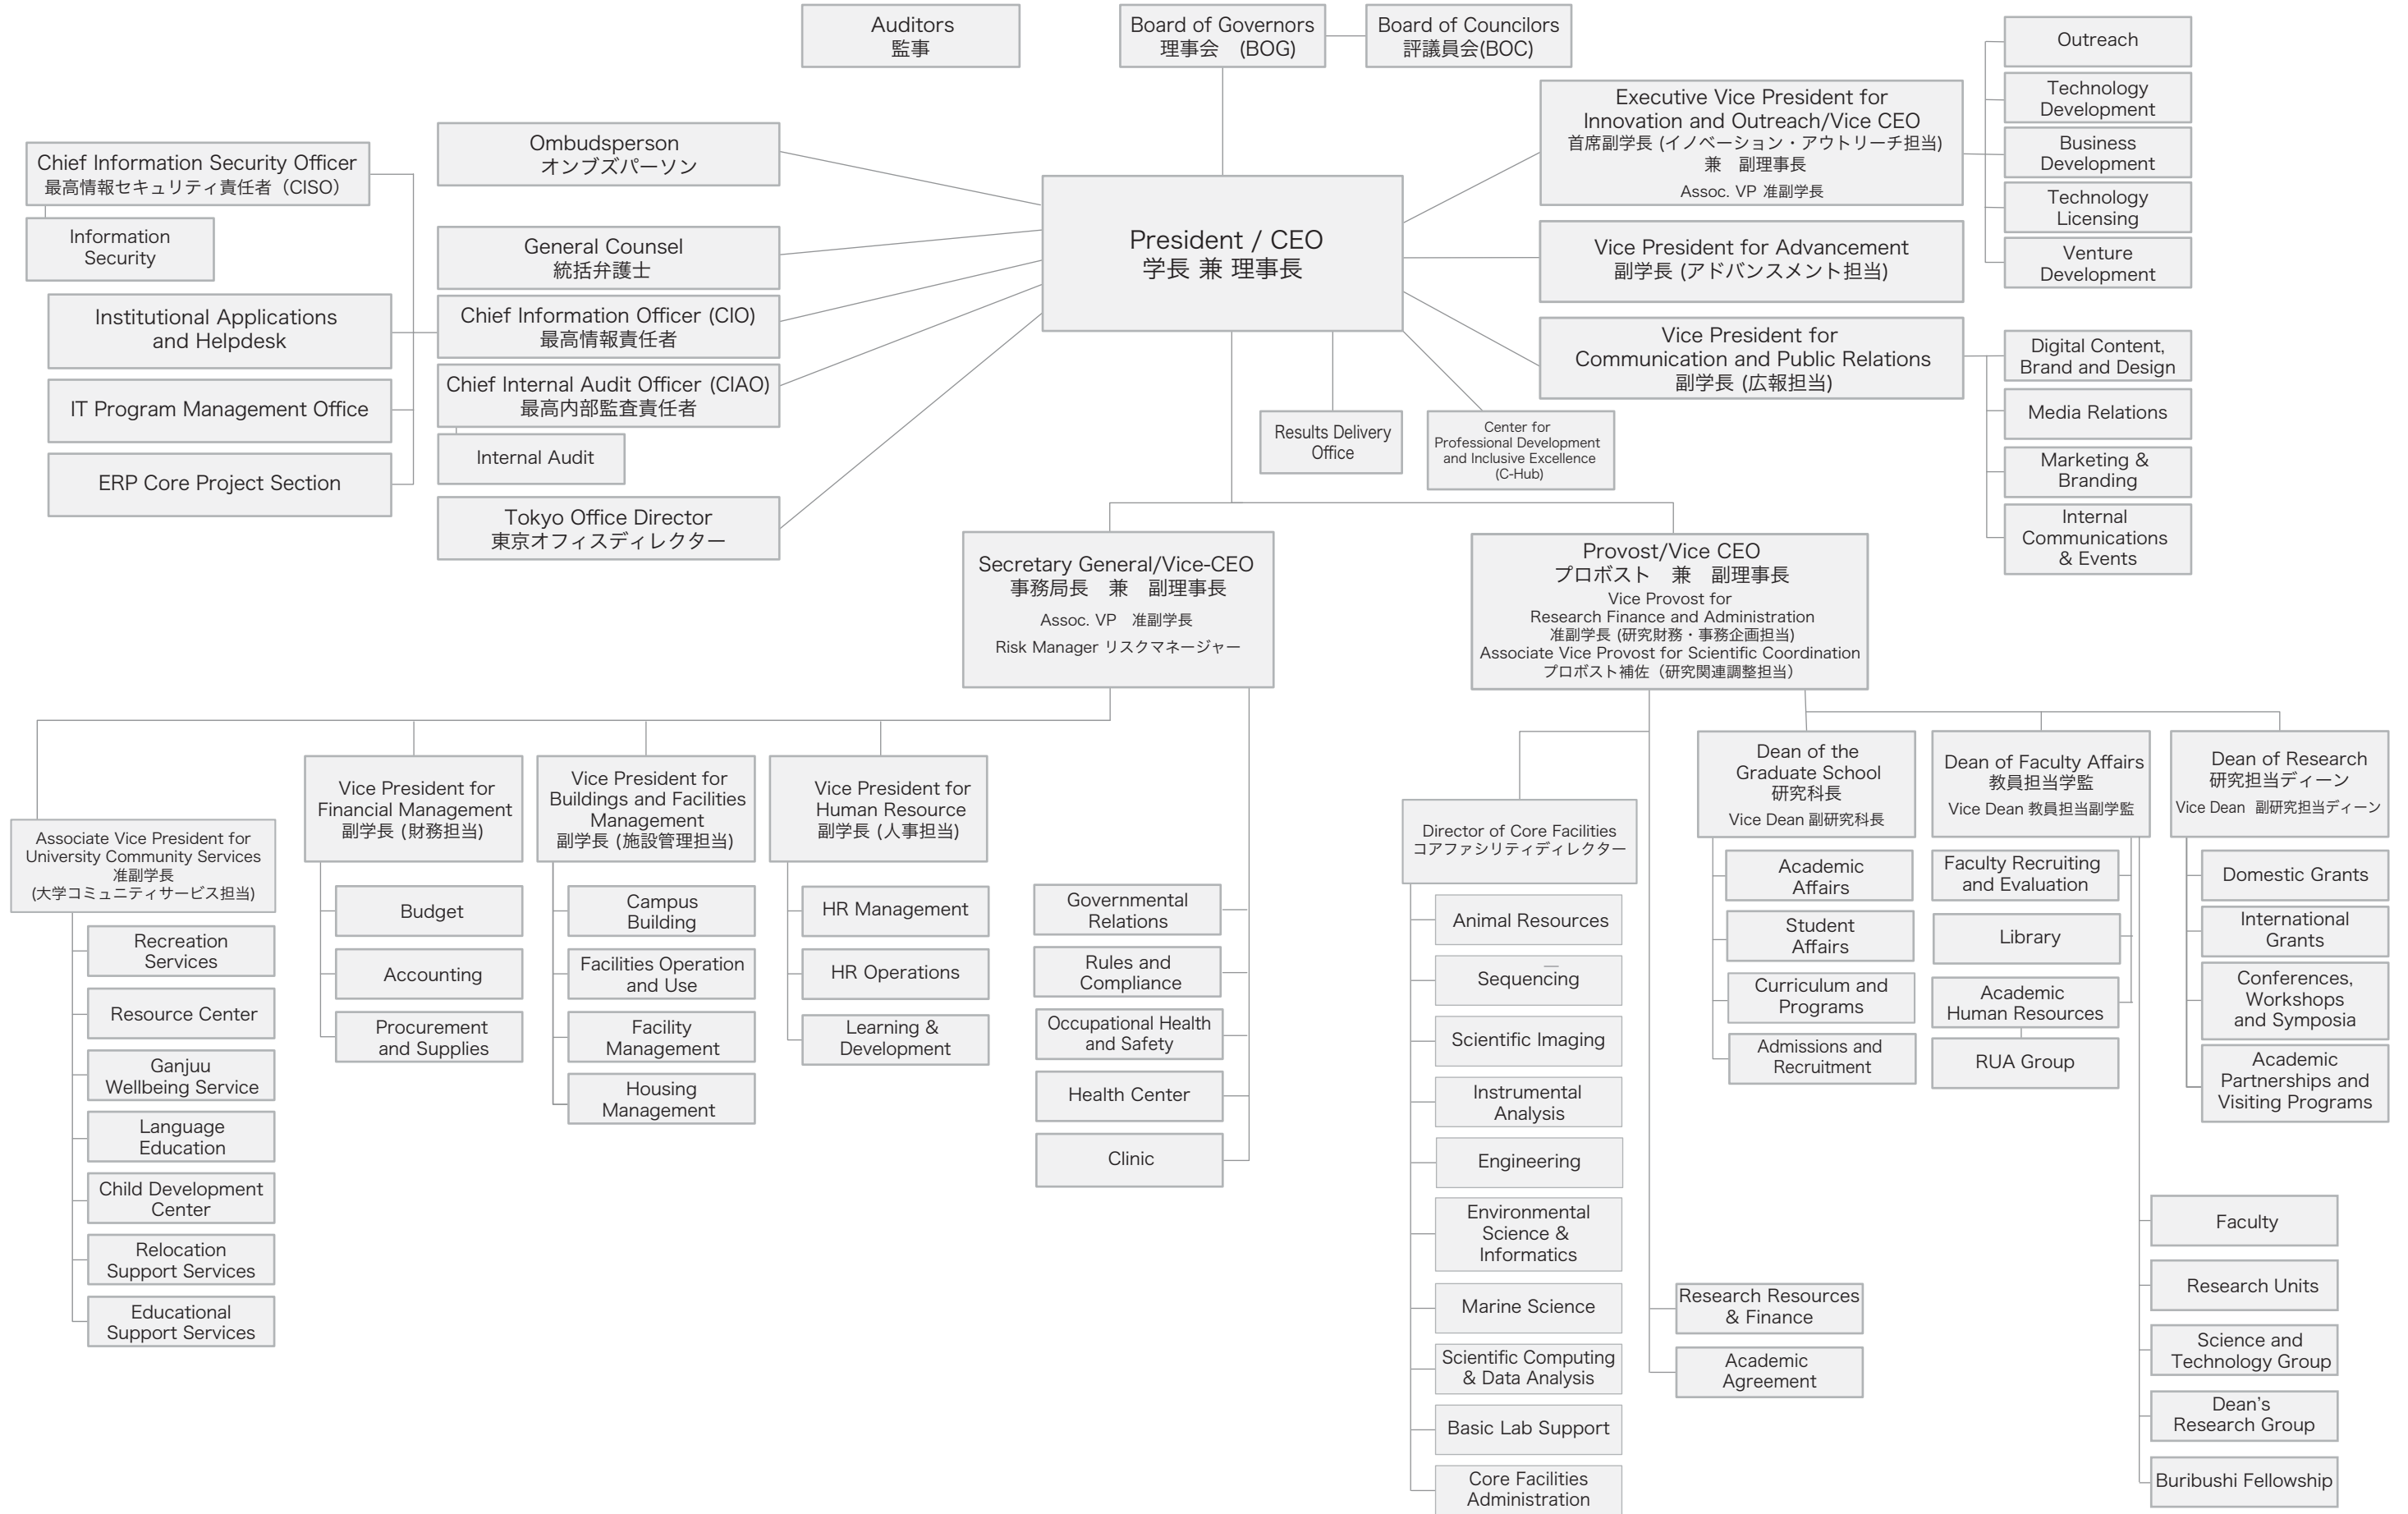 Auditors
監事
Board of Governors
理事会　(BOG)
Board of Councilors
評議員会(BOC)
Outreach
Technology
Development
Business
Development
Technology
Licensing
Venture
Development
Executive Vice President for
Innovation and Outreach/Vice CEO
首席副学長 (イノベーション・アウトリーチ担当)
兼　副理事長
Assoc. VP 准副学長
Ombudsperson
オンブズパーソン
Chief Information Security Officer
最高情報セキュリティ責任者（CISO）
Information
Security
General Counsel
統括弁護士
President / CEO
学長 兼 理事長
Vice President for Advancement
副学長 (アドバンスメント担当)
Institutional Applications
and Helpdesk
Chief Information Officer (CIO)
最高情報責任者
Vice President for
Communication and Public Relations
副学長 (広報担当)
Digital Content,
Brand and Design
Media Relations
Marketing &
Branding
Internal
Communications
& Events
IT Program Management Office
Chief Internal Audit Officer (CIAO)
最高内部監査責任者
Internal Audit
ERP Core Project Section
Tokyo Office Director
東京オフィスディレクター
Results Delivery
Office
Center for
Professional Development
and Inclusive Excellence
(C-Hub)
Secretary General/Vice-CEO
事務局長　兼　副理事長
Assoc. VP　准副学長
Risk Manager リスクマネージャー
Provost/Vice CEO
プロボスト　兼　副理事長
Vice Provost for
Research Finance and Administration
准副学長 (研究財務・事務企画担当)
Associate Vice Provost for Scientific Coordination
プロボスト補佐（研究関連調整担当）
Associate Vice President for
University Community Services
准副学長
(大学コミュニティサービス担当)
Recreation
Services
Resource Center
Ganjuu
Wellbeing Service
Language
Education
Child Development
Center
Relocation
Support Services
Educational
Support Services
Vice President for
Financial Management
副学長 (財務担当)
Budget
Accounting
Procurement
and Supplies
Vice President for
Buildings and Facilities
Management
副学長 (施設管理担当)
Campus
Building
Facilities Operation
and Use
Facility
Management
Housing
Management
Vice President for
Human Resource
副学長 (人事担当)
HR Management
HR Operations
Learning &
Development
Governmental
Relations
Rules and
Compliance
Occupational Health
and Safety
Health Center
Clinic
Director of Core Facilities
コアファシリティディレクター
Animal Resources
Sequencing
Scientific Imaging
Instrumental
Analysis
Engineering
Environmental
Science &
Informatics
Marine Science
Scientific Computing
& Data Analysis
Basic Lab Support
Core Facilities
Administration
Research Resources
& Finance
Academic
Agreement
Dean of the
Graduate School
研究科長
Vice Dean 副研究科長
Academic
Affairs
Student
Affairs
Curriculum and
Programs
Admissions and
Recruitment
Dean of Faculty Affairs
教員担当学監
Vice Dean 教員担当副学監
Faculty Recruiting
and Evaluation
Library
Academic
Human Resources
RUA Group
Faculty
Research Units
Science and
Technology Group
Dean’s
Research Group
Buribushi Fellowship
Dean of Research
研究担当ディーン
Vice Dean 副研究担当ディーン
Domestic Grants
International
Grants
Conferences,
Workshops
and Symposia
Academic
Partnerships and
Visiting Programs